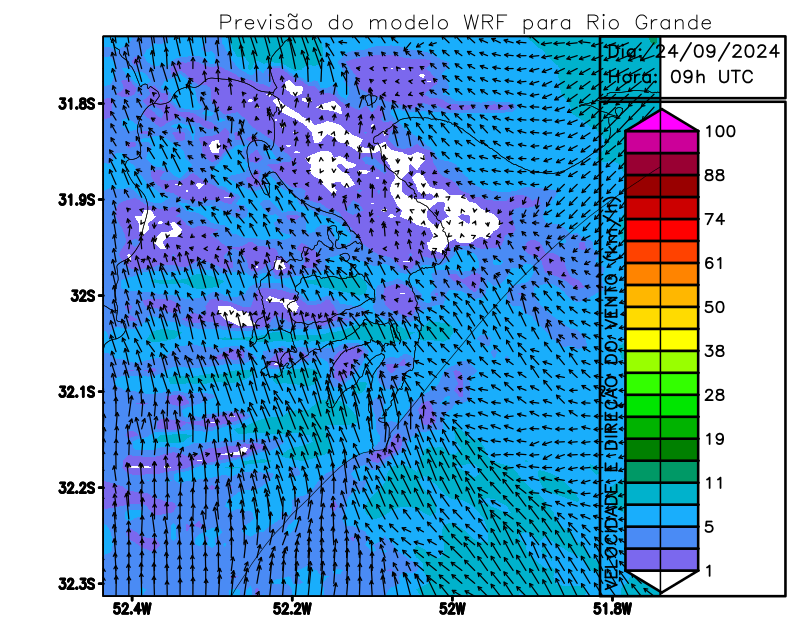 Previsão do modelo WRF para Rio Grande
Dia: 24/09/2024
Hora: 09h UTC
31.8S
31.9S
32S
32.1S
32.2S
32.3S
52.4W
52.2W
52W
51.8W
VELOCIDADE E DIREÇÃO DO VENTO (km/h)
100
88
74
61
50
38
28
19
11
5
1